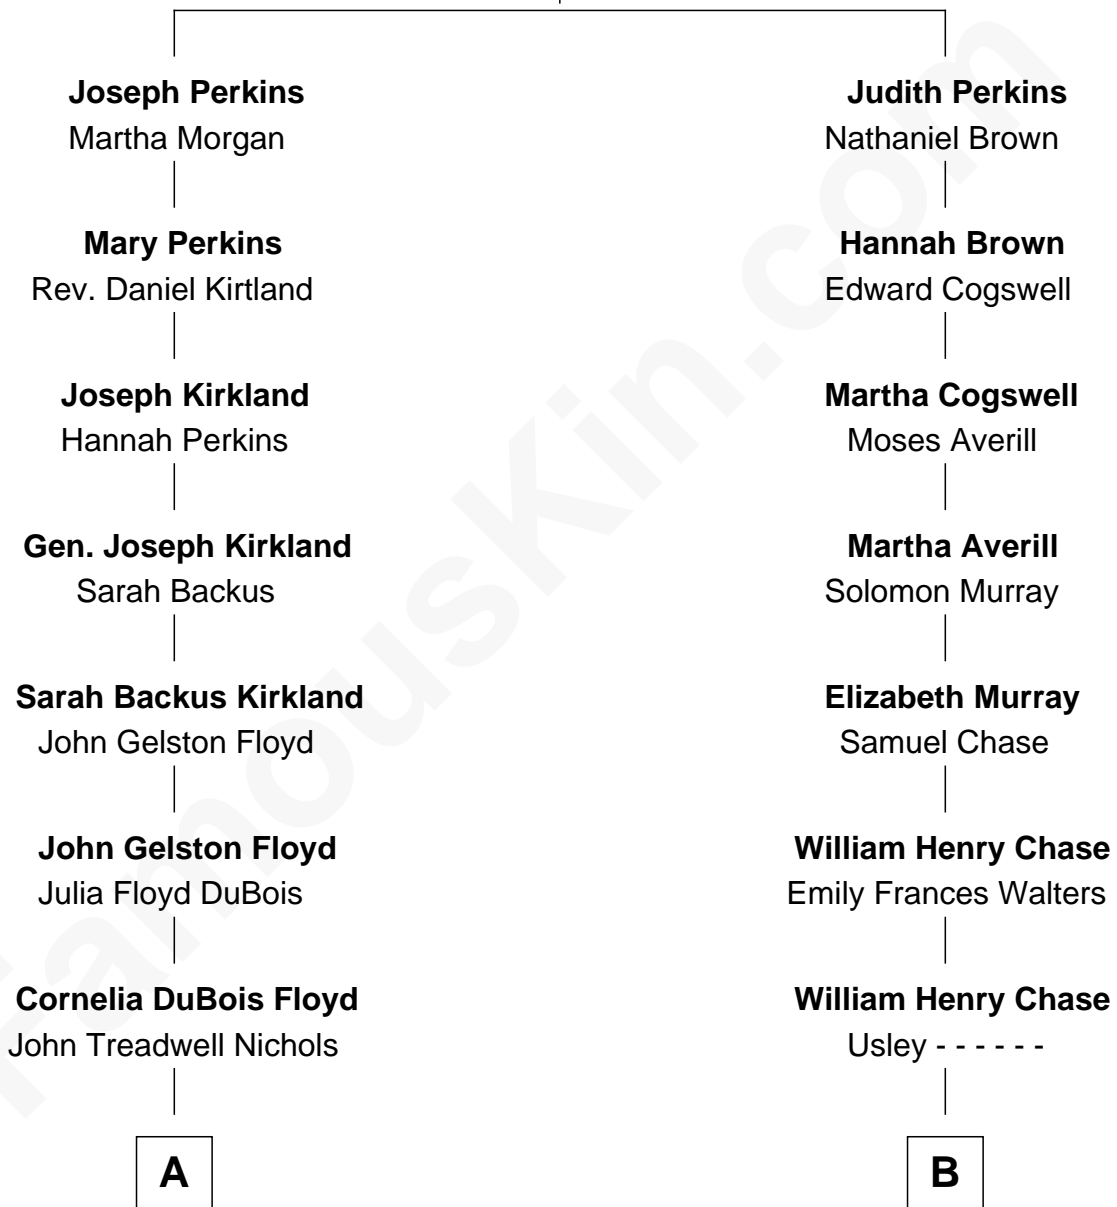 Joseph Perkins
Martha Morgan
Mary Perkins
Rev. Daniel Kirtland
Joseph Kirkland
Hannah Perkins
Gen. Joseph Kirkland
Sarah Backus
Sarah Backus Kirkland
John Gelston Floyd
John Gelston Floyd
Julia Floyd DuBois
Cornelia DuBois Floyd
John Treadwell Nichols
A
Judith Perkins
Nathaniel Brown
Hannah Brown
Edward Cogswell
Martha Cogswell
Moses Averill
Martha Averill
Solomon Murray
Elizabeth Murray
Samuel Chase
William Henry Chase
Emily Frances Walters
William Henry Chase
Usley - - - - - -
B
FamousKin.com